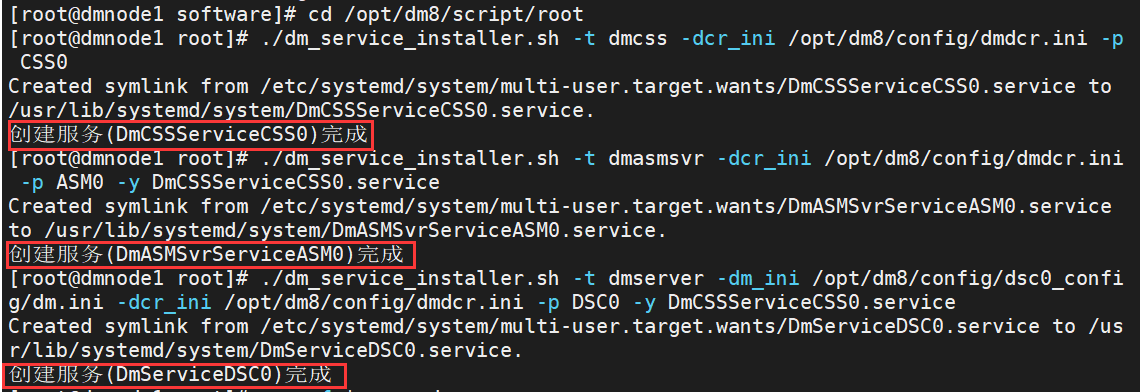 [root@dmnode1 software]# cd /opt/dm8/script/root
[root@dmnode1 root]# ./dm_service_installer.sh -t dmcss -dcr_ini /opt/dm8/config/dmdcr.ini -p
CSS0
Created symlink from /etc/systemd/system/multi-user.target.wants/DmCSSServiceCSS0.service to
/usr/lib/systemd/system/DmCSSServiceCSS0.service.
创建服务(DmCSSServiceCSS0)完成
[root@dmnode1 root]# ./dm_service_installer.sh -t dmasmsvr -dcr_ini /opt/dm8/config/dmdcr.ini
-p ASM0 -y DmCSSServiceCSS0.service
Created symlink from /etc/systemd/system/multi-user.target.wants/DmASMSvrServiceASM0.service
to /usr/lib/systemd/system/DmASMSvrServiceASM0.service.
创建服务(DmASMSvrServiceASM0)完成
[root@dmnode1 root]# ./dm_service_installer.sh -t dmserver -dm_ini /opt/dm8/config/dsc0_confi
g/dm.ini -dcr_ini /opt/dm8/config/dmdcr.ini -p DSC0 -y DmCSSServiceCSS0.service
Created symlink from /etc/systemd/system/multi-user.target.wants/DmServiceDSC0.service to /us
r/lib/systemd/system/DmServiceDSC0.service.
创建服务(DmServiceDSC0)完成